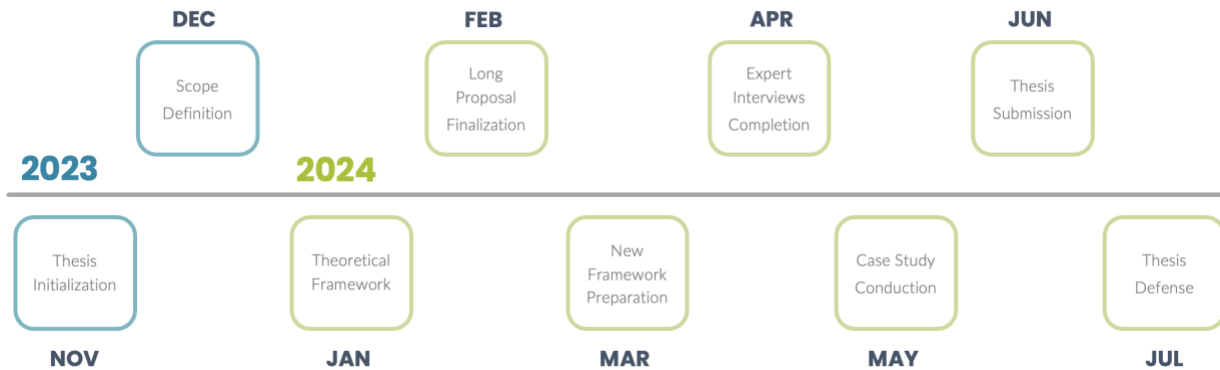 DEC
FEB
APR
JUN
Scope
Definition
Long
Proposal
Finalization
Expert
Interviews
Completion
Thesis
Submission
2023
2024
Thesis
Initialization
Theoretical
Framework
New
Framework
Preparation
Case Study
Conduction
Thesis
Defense
NOV
JAN
MAR
MAY
JUL